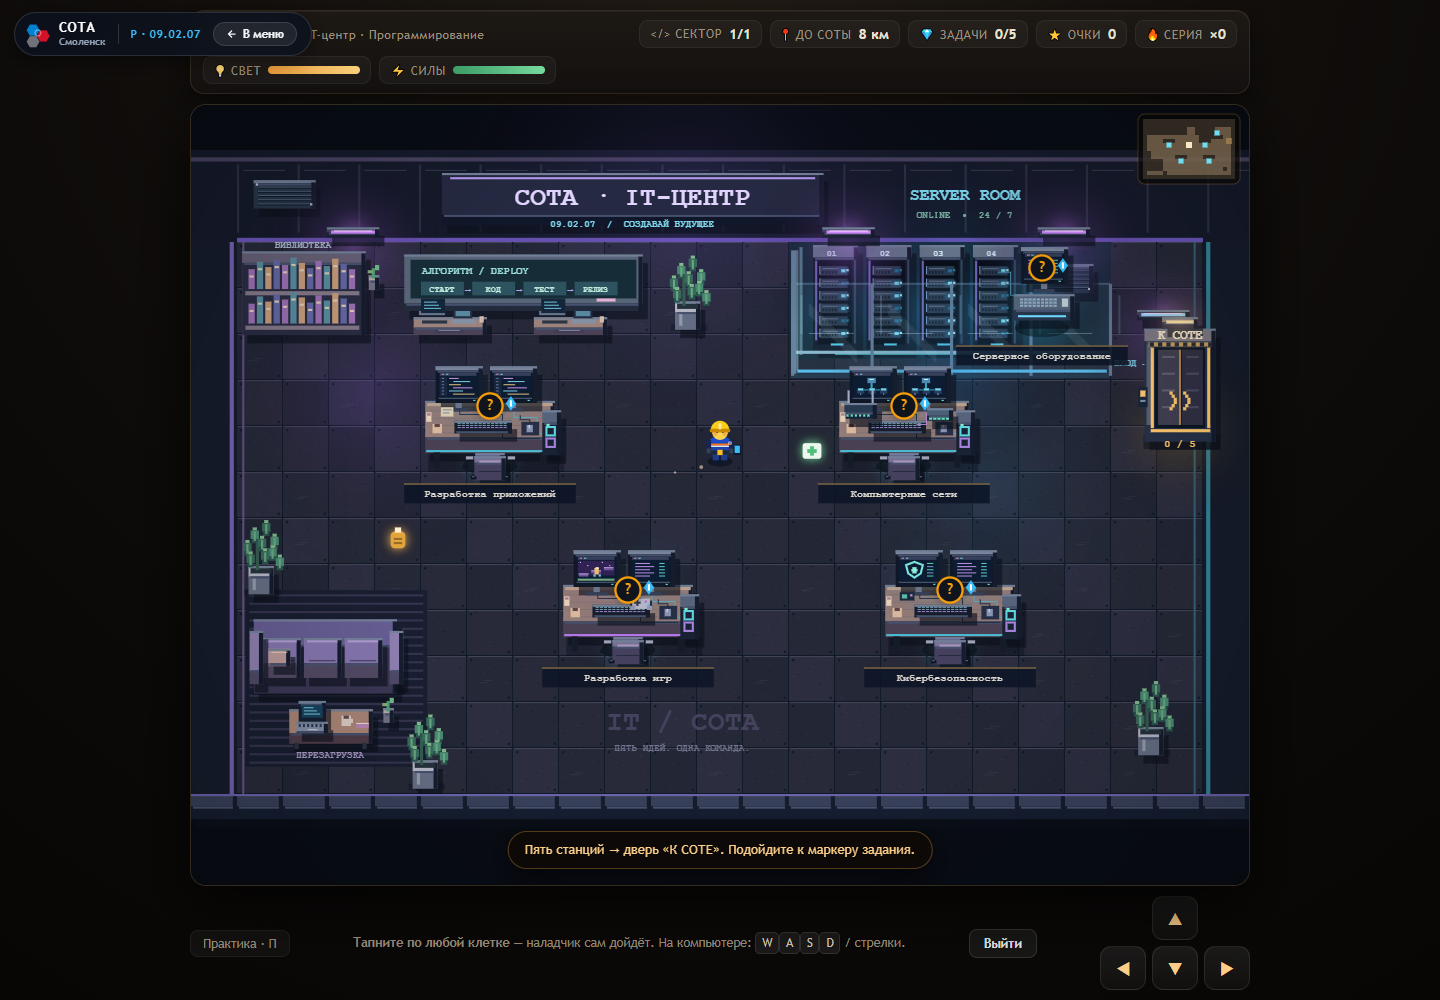 СОТА
Смоленск
Р · 09.02.07
← В меню
Т-центр · Программирование
</> СЕКТОР 1/1
ДО СОТЫ 8 км
ЗАДАЧИ 0/5
ОЧКИ 0
СЕРИЯ ×0
СВЕТ
СИЛЫ
СОТА · IT-ЦЕНТР
09.02.07 / СОЗДАВАЙ БУДУЩЕЕ
SERVER ROOM
ONLINE • 24 / 7
БИБЛИОТЕКА
АЛГОРИТМ / DEPLOY
СТАРТ → КОД → ТЕСТ → РЕЛИЗ
01 02 03 04
?
К СОТЕ
Серверное оборудование
ОД
? ?
0 / 5
Разработка приложений
Компьютерные сети
? ?
Разработка игр
Кибербезопасность
IT / СОТА
ПЯТЬ ИДЕЙ. ОДНА КОМАНДА.
ПЕРЕЗАГРУЗКА
Пять станций → дверь «К СОТЕ». Подойдите к маркеру задания.
Практика · П
Тапните по любой клетке — наладчик сам дойдёт. На компьютере: W A S D / стрелки.
Выйти